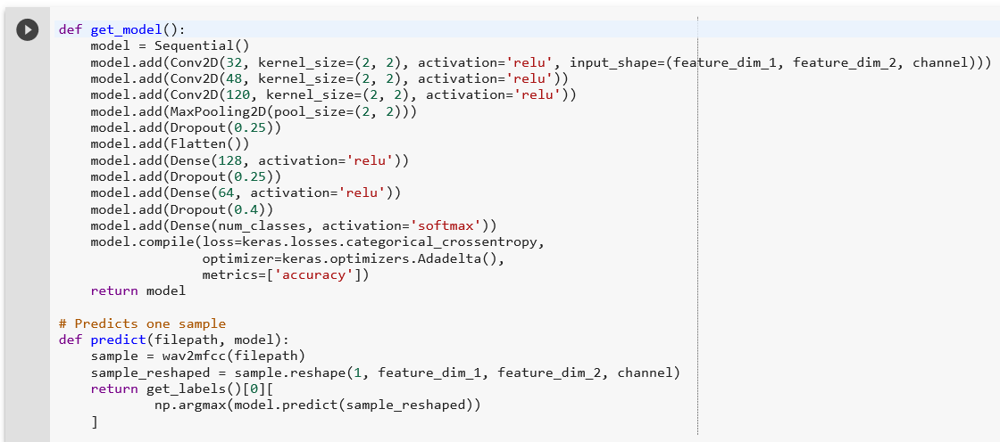 def get_model():
    model = Sequential()
    model.add(Conv2D(32, kernel_size=(2, 2), activation='relu', input_shape=(feature_dim_1, feature_dim_2, channel)))
    model.add(Conv2D(48, kernel_size=(2, 2), activation='relu'))
    model.add(Conv2D(120, kernel_size=(2, 2), activation='relu'))
    model.add(MaxPooling2D(pool_size=(2, 2)))
    model.add(Dropout(0.25))
    model.add(Flatten())
    model.add(Dense(128, activation='relu'))
    model.add(Dropout(0.25))
    model.add(Dense(64, activation='relu'))
    model.add(Dropout(0.4))
    model.add(Dense(num_classes, activation='softmax'))
    model.compile(loss=keras.losses.categorical_crossentropy,
                  optimizer=keras.optimizers.Adadelta(),
                  metrics=['accuracy'])
    return model

# Predicts one sample
def predict(filepath, model):
    sample = wav2mfcc(filepath)
    sample_reshaped = sample.reshape(1, feature_dim_1, feature_dim_2, channel)
    return get_labels()[0][
            np.argmax(model.predict(sample_reshaped))
    ]